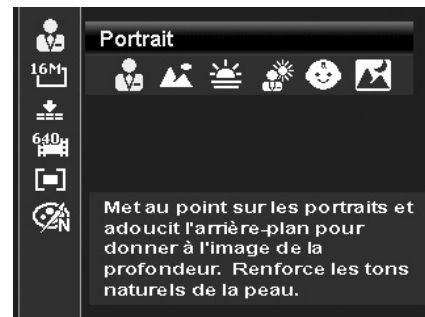 Portrait
16M
640
N
Met au point sur les portraits et
adoucit l'arrière-plan pour
donner à l'image de la
profondeur. Renforce les tons
naturels de la peau.